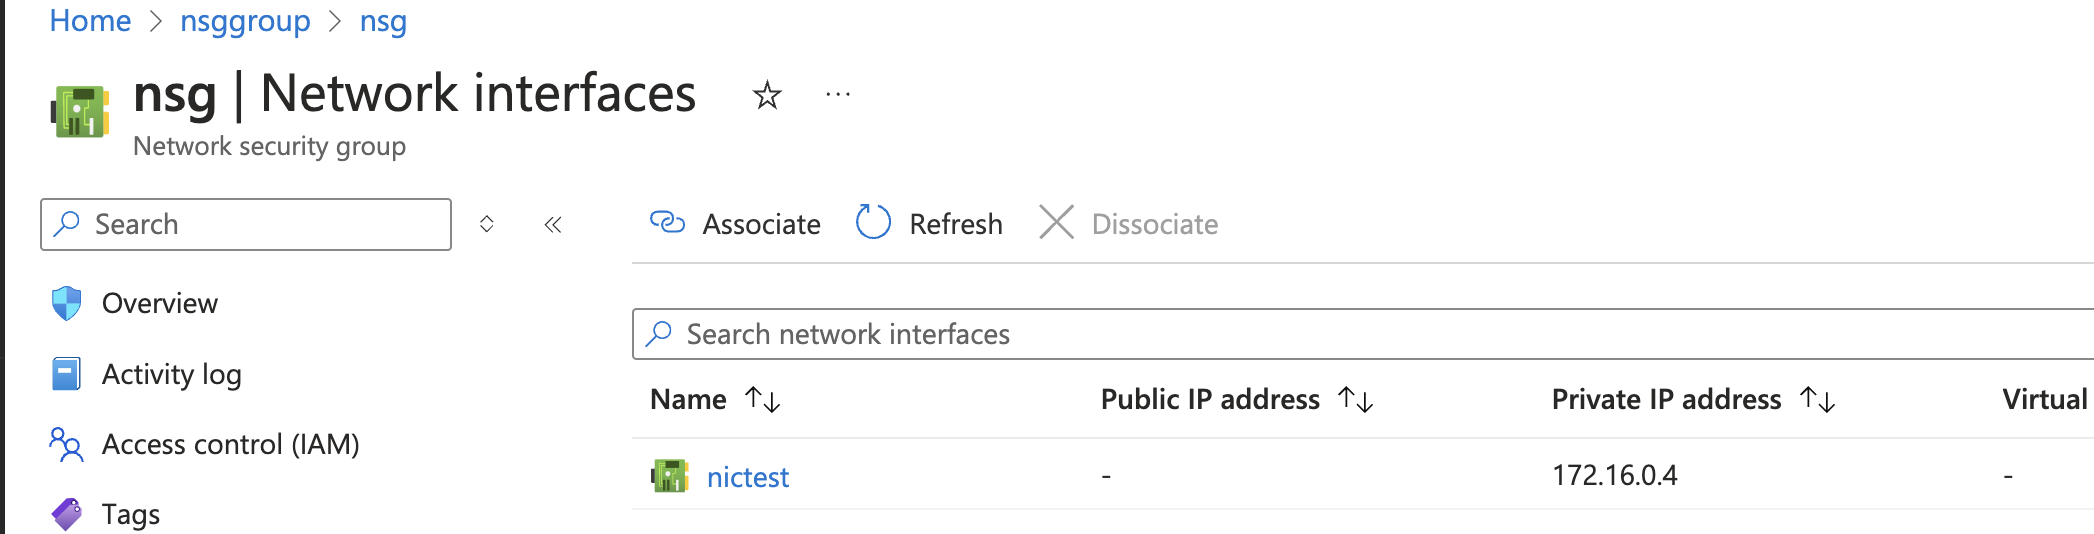 Home > nsggroup > nsg
nsg | Network interfaces ☆ ...
Network security group
Search
Associate Refresh Dissociate
Overview
Activity log
Access control (IAM)
Tags
Search network interfaces
Name ↑↓ Public IP address ↑↓ Private IP address ↑↓ Virtual
nictest - 172.16.0.4 -